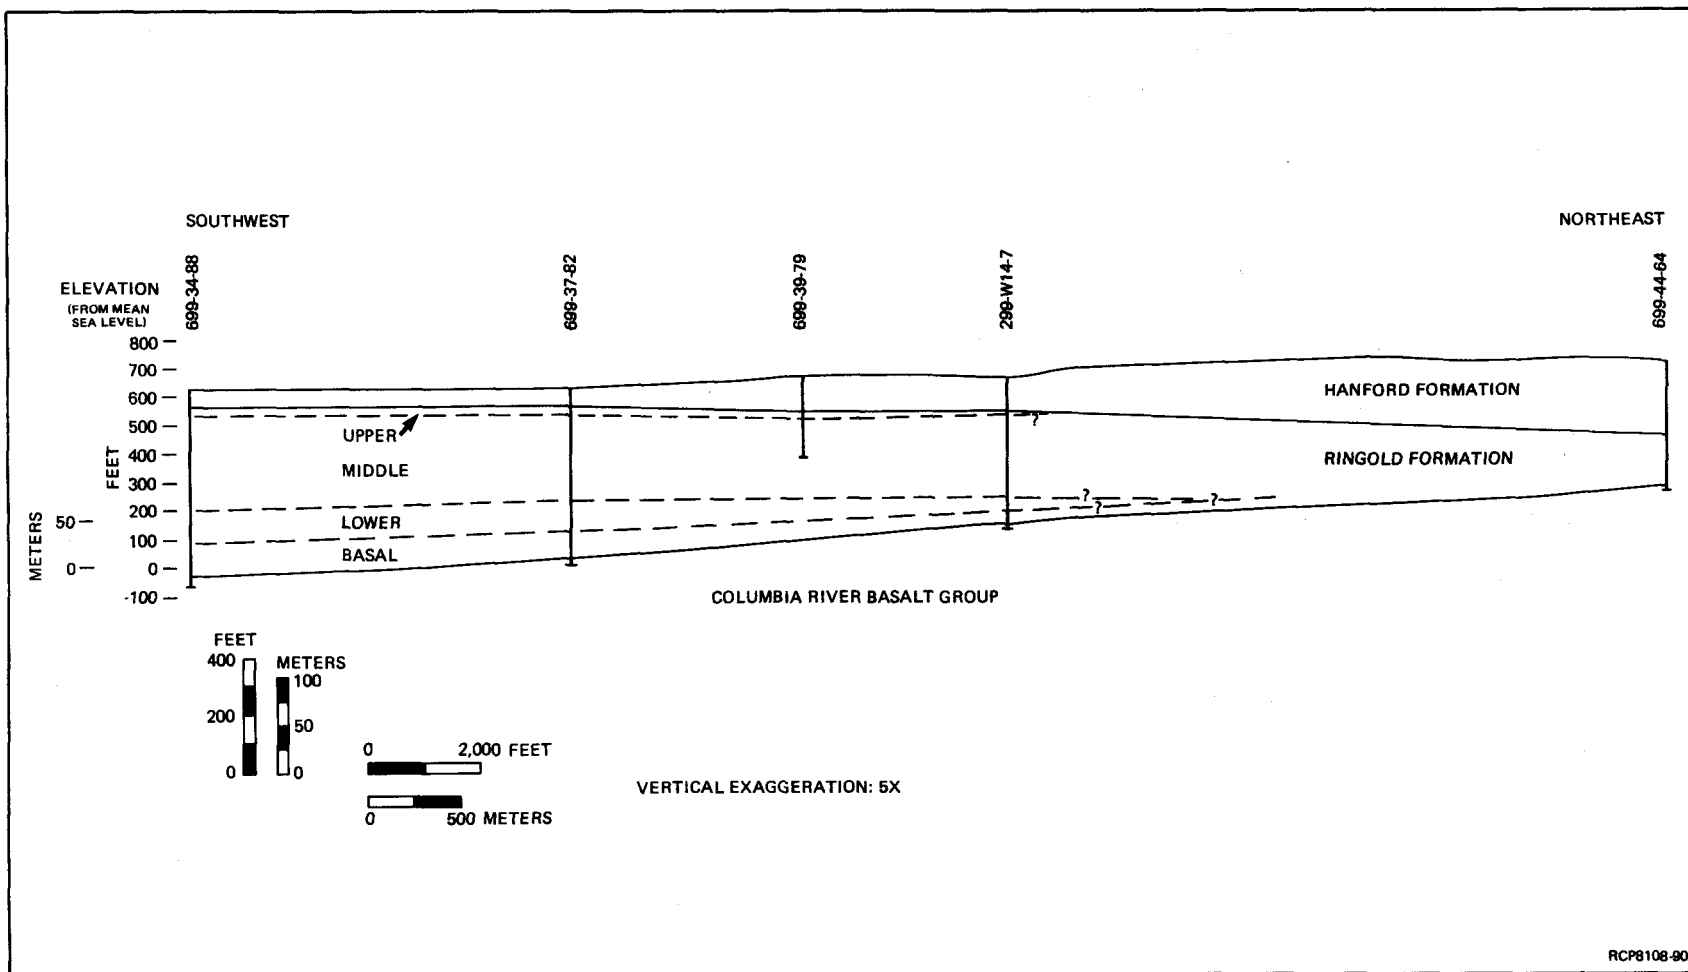 SOUTHWEST
NORTHEAST
ELEVATION
(FROM MEAN
SEA LEVEL)
699-34-88
699-37-82
699-39-79
299-W14-7
699-44-64
800
700
600
500
400
300
200
100
0
-100
FEET
50
0
METERS
HANFORD FORMATION
UPPER
?
MIDDLE
RINGOLD FORMATION
?
?
?
LOWER
BASAL
COLUMBIA RIVER BASALT GROUP
FEET
400
200
0
METERS
100
50
0
0 2,000 FEET
0 500 METERS
VERTICAL EXAGGERATION: 5X
RCP8108-90